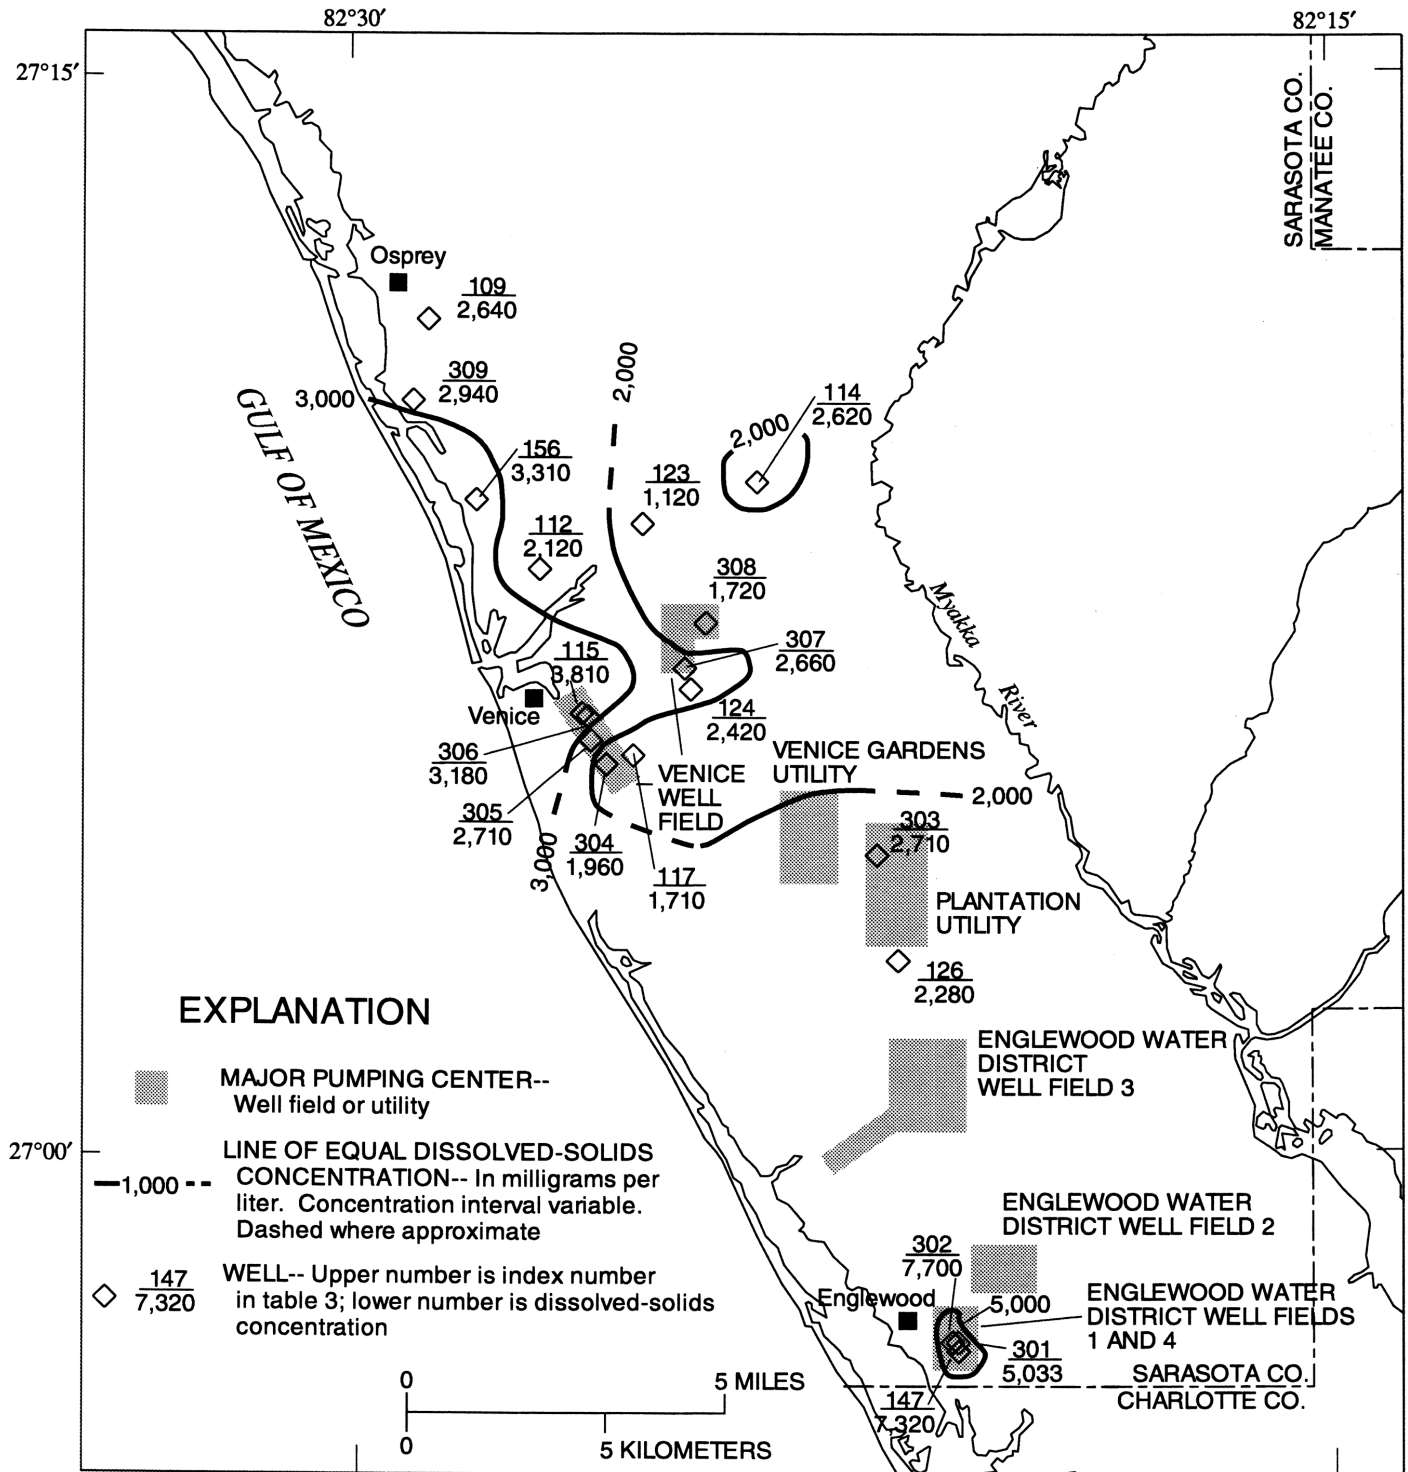 82°30′
82°15′
27°15′
SARASOTA CO.
MANATEE CO.
Osprey
109
2,640
309
2,940
3,000
2,000
114
2,620
2,000
GULF OF MEXICO
156
3,310
123
1,120
112
2,120
308
1,720
Myakka
River
115
3,810
307
2,660
Venice
124
2,420
306
3,180
VENICE
WELL
FIELD
VENICE GARDENS
UTILITY
2,000
305
2,710
304
1,960
303
2,710
3,000
117
1,710
PLANTATION
UTILITY
126
2,280
EXPLANATION
MAJOR PUMPING CENTER--
Well field or utility
ENGLEWOOD WATER
DISTRICT
WELL FIELD 3
27°00′
LINE OF EQUAL DISSOLVED-SOLIDS
CONCENTRATION-- In milligrams per
liter. Concentration interval variable.
Dashed where approximate
1,000
ENGLEWOOD WATER
DISTRICT WELL FIELD 2
302
7,700
147
7,320
WELL-- Upper number is index number
in table 3; lower number is dissolved-solids
concentration
Englewood
5,000
ENGLEWOOD WATER
DISTRICT WELL FIELDS
1 AND 4
301
5,033
SARASOTA CO.
CHARLOTTE CO.
147
7,320
0
5 MILES
0
5 KILOMETERS